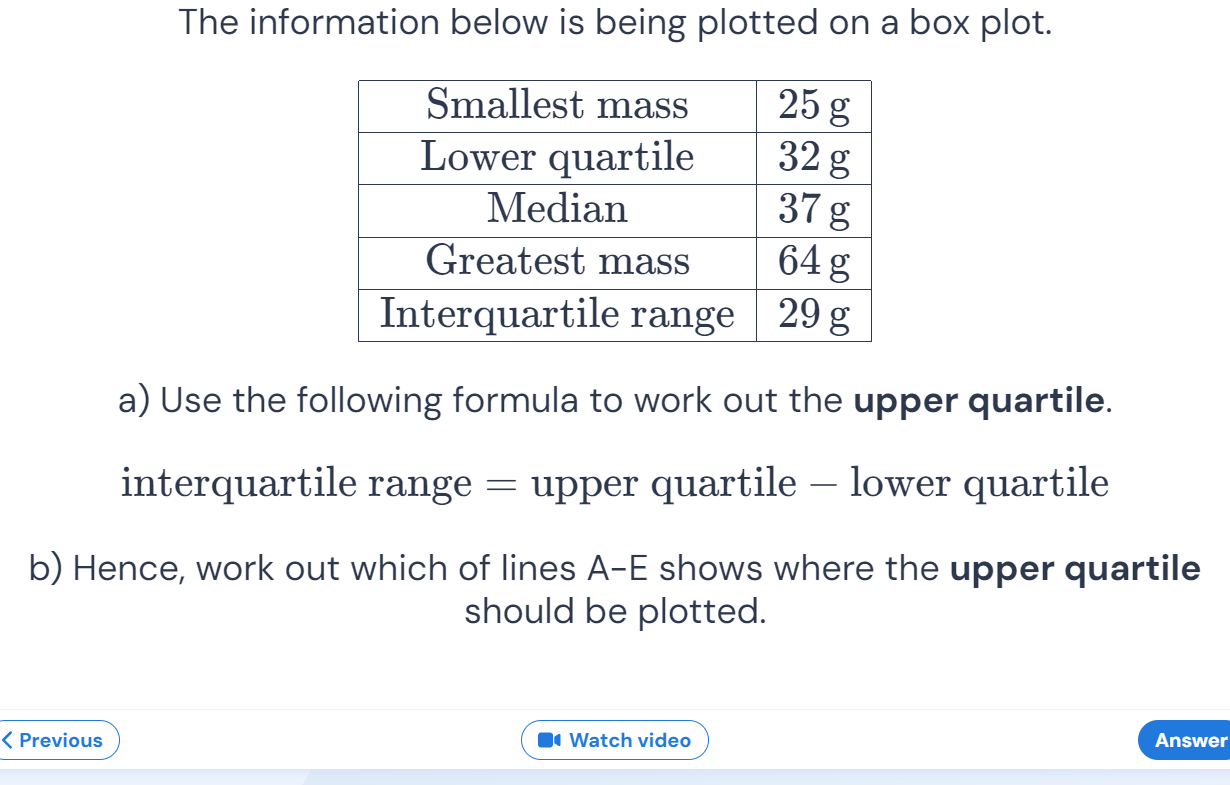 The information below is being plotted on a box plot.
Smallest mass 25 g
Lower quartile 32 g
Median 37 g
Greatest mass 64 g
Interquartile range 29 g
a) Use the following formula to work out the upper quartile.
interquartile range = upper quartile − lower quartile
b) Hence, work out which of lines A-E shows where the upper quartile
should be plotted.
Previous Watch video Answer